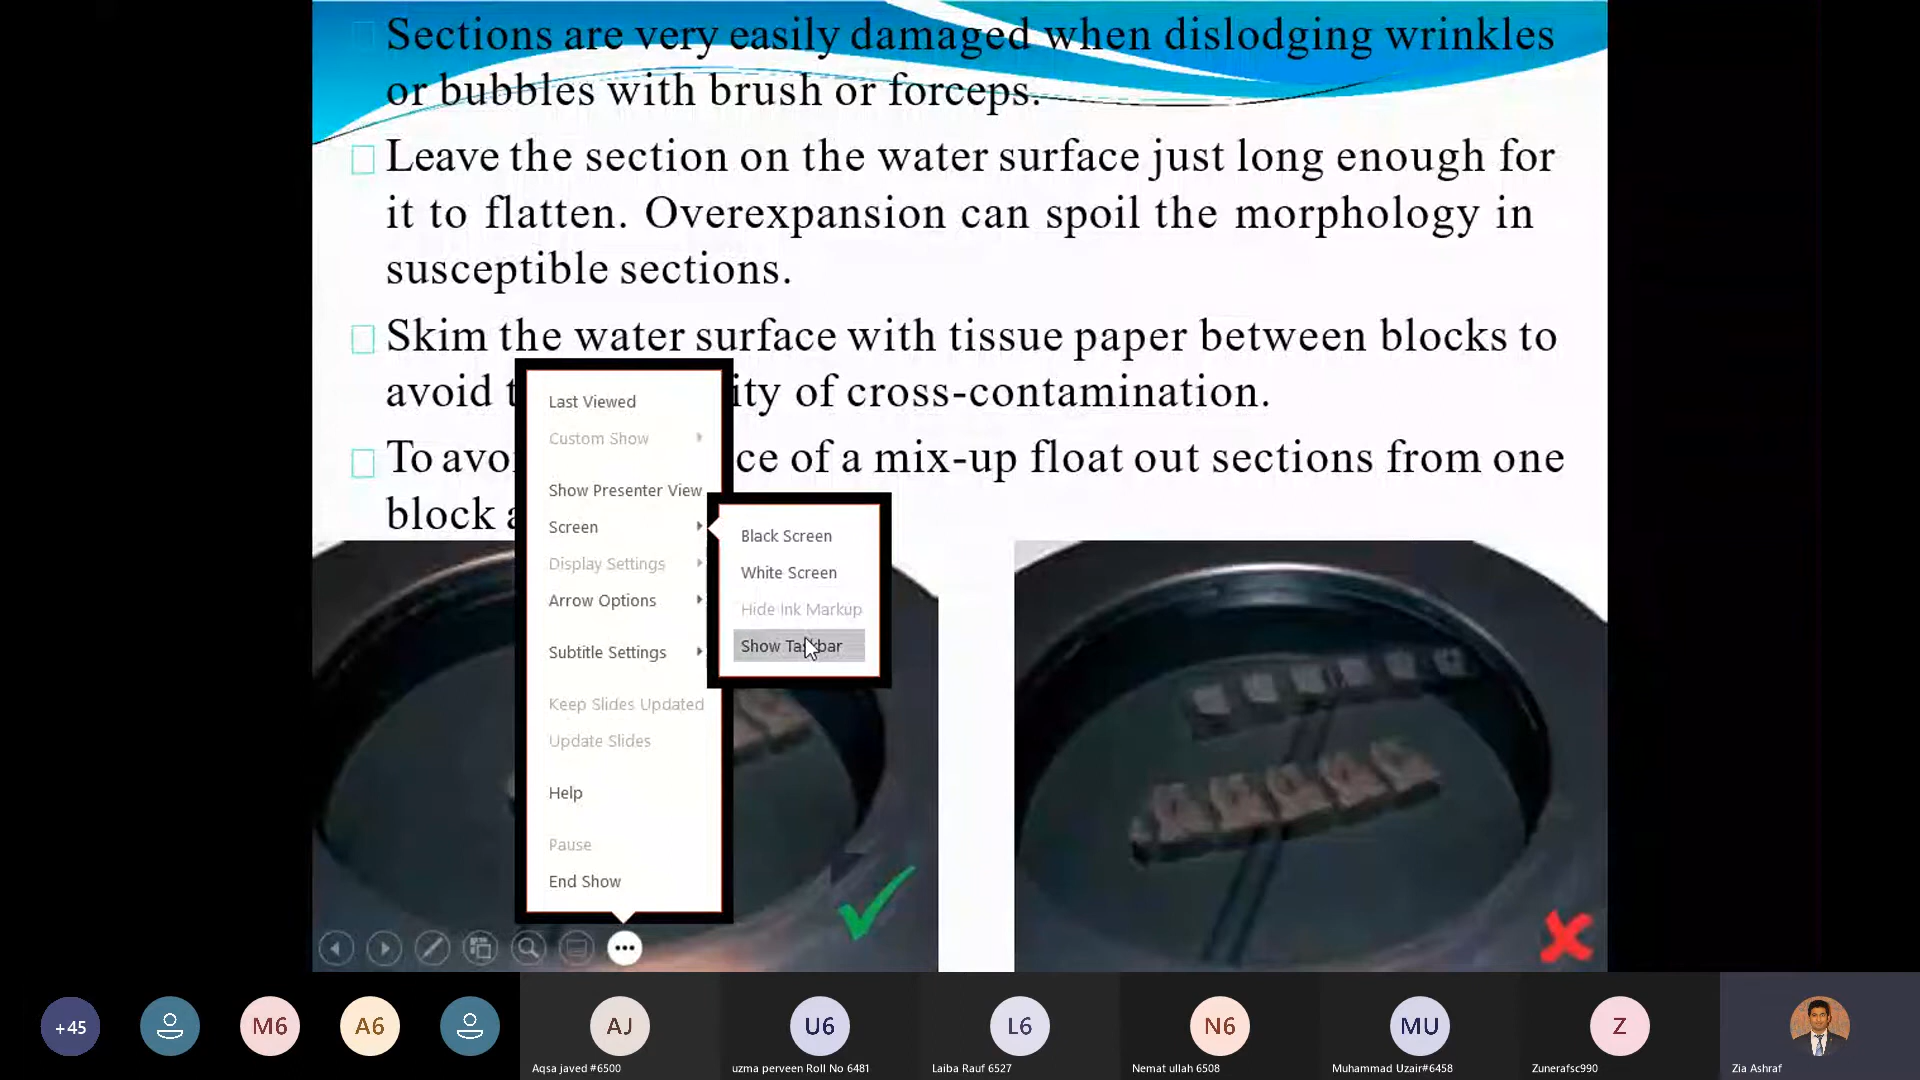 Sections are very easily damaged when dislodging wrinkles
or bubbles with brush or forceps.
Leave the section on the water surface just long enough for
it to flatten. Overexpansion can spoil the morphology in
susceptible sections.
Skim the water surface with tissue paper between blocks to
avoid ity of cross-contamination.
To avoi ce of a mix-up float out sections from one
block
Last Viewed
Custom Show
Show Presenter View
Screen
Display Settings
Arrow Options
Subtitle Settings
Keep Slides Updated
Update Slides
Help
Pause
End Show
Black Screen
White Screen
Hide Ink Markup
Show Taskbar
+45
M6
A6
AJ
U6
L6
N6
MU
Z
Aqsa javed #6500
uzma perveen Roll No 6481
Laiba Rauf 6527
Nemat ullah 6508
Muhammad Uzair#6458
Zunerafsc990
Zia Ashraf